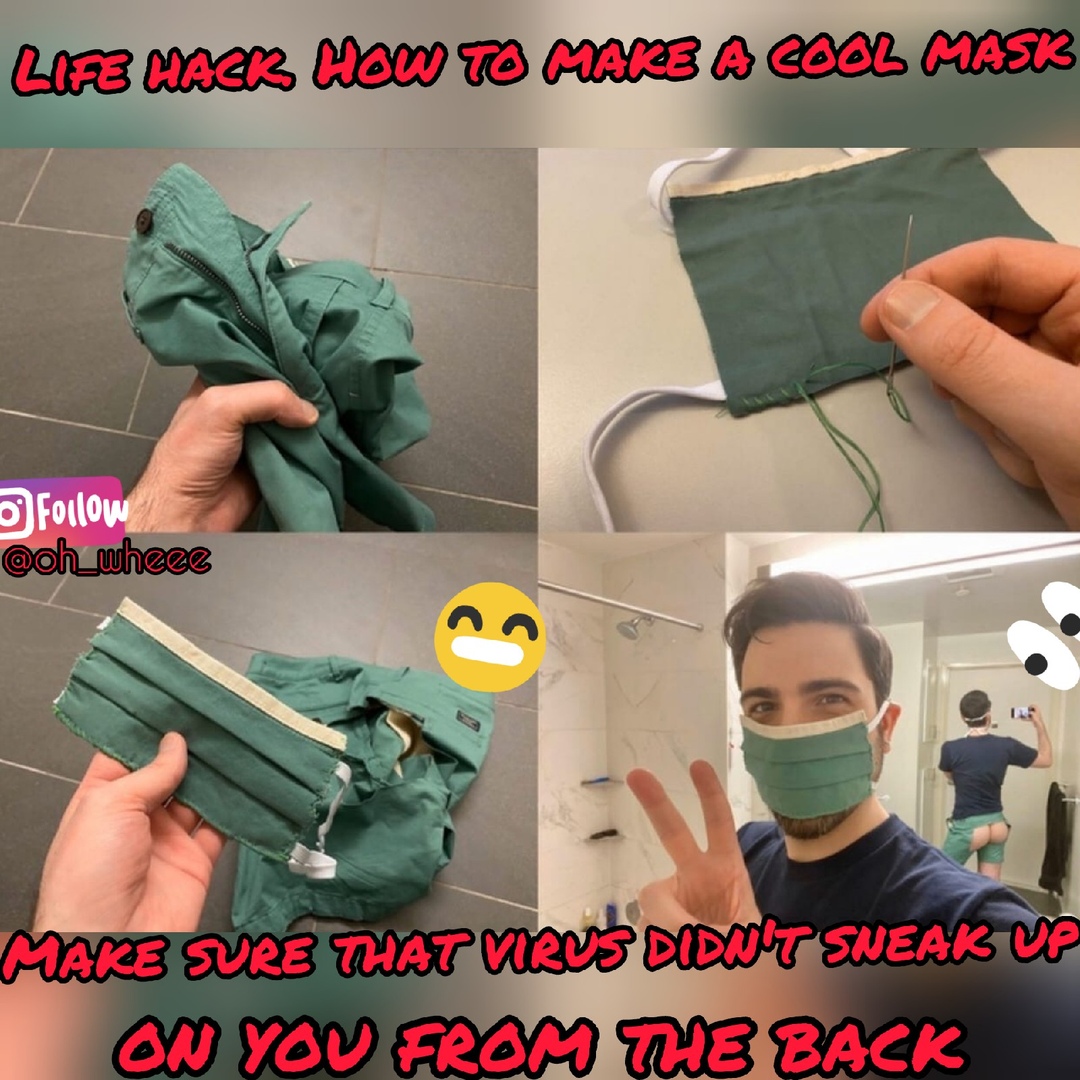 Life hack. How to make a cool mask
Follow
@oh_wheee
Make sure that virus didn't sneak up
on you from the back